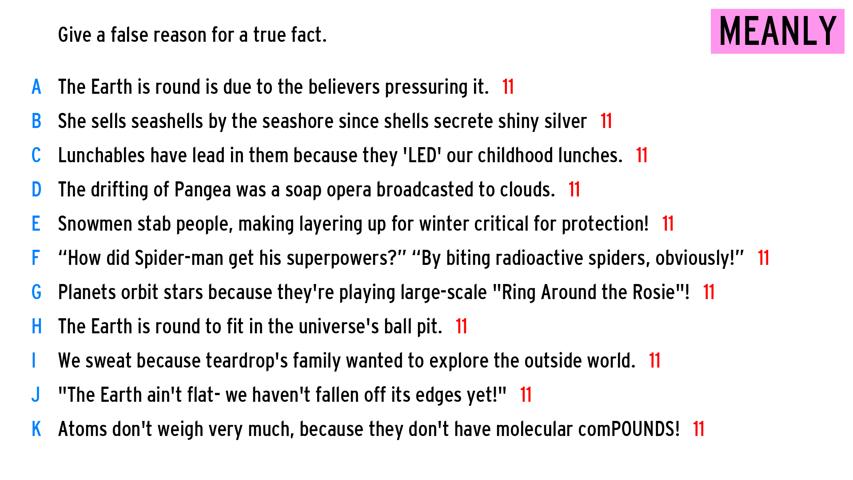 Give a false reason for a true fact.
MEANLY
A The Earth is round is due to the believers pressuring it. 11
B She sells seashells by the seashore since shells secrete shiny silver 11
C Lunchables have lead in them because they 'LED' our childhood lunches. 11
D The drifting of Pangea was a soap opera broadcasted to clouds. 11
E Snowmen stab people, making layering up for winter critical for protection! 11
F “How did Spider-man get his superpowers?” “By biting radioactive spiders, obviously!” 11
G Planets orbit stars because they're playing large-scale "Ring Around the Rosie"! 11
H The Earth is round to fit in the universe's ball pit. 11
I We sweat because teardrop's family wanted to explore the outside world. 11
J "The Earth ain't flat- we haven't fallen off its edges yet!" 11
K Atoms don't weigh very much, because they don't have molecular comPOUNDS! 11